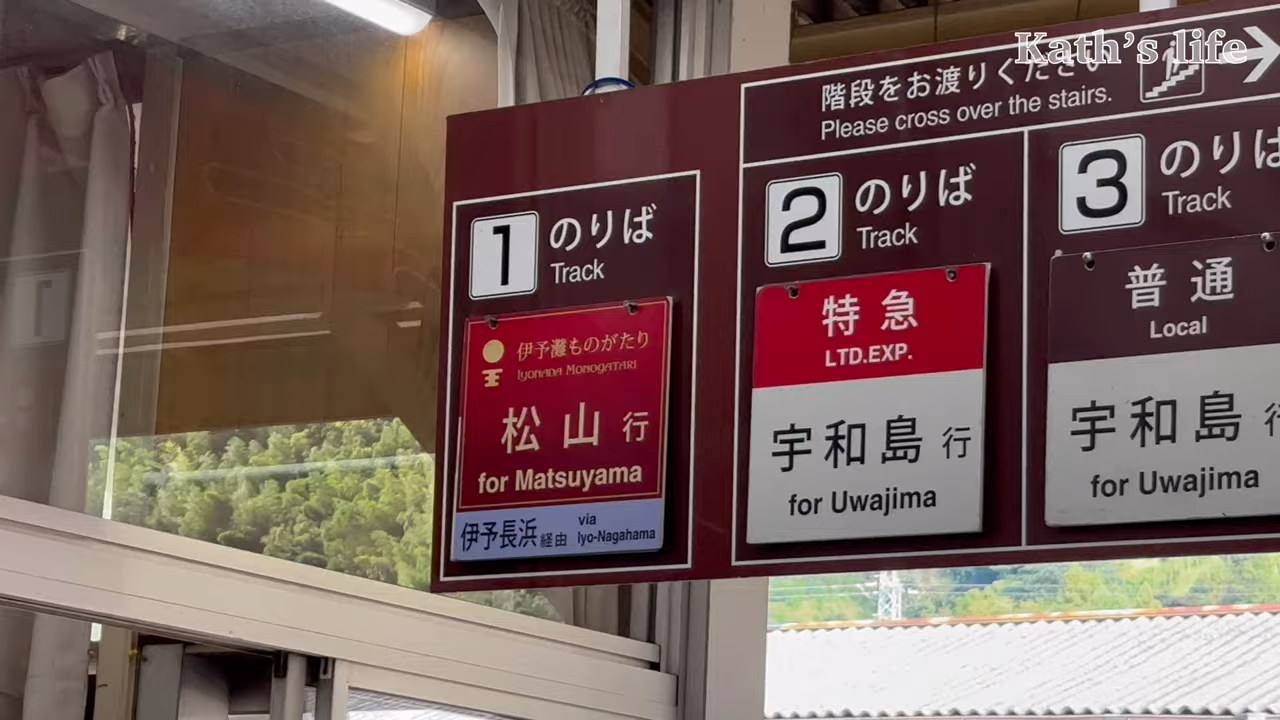 Kath's life
階段をお渡りください
Please cross over the stairs.
1 のりば
Track
伊予灘ものがたり
IYONADA MONOGATARI
松山 行
for Matsuyama
伊予長浜 経由 via Iyo-Nagahama
2 のりば
Track
特急
LTD.EXP.
宇和島 行
for Uwajima
3 のりば
Track
普通
Local
宇和島 行
for Uwajima